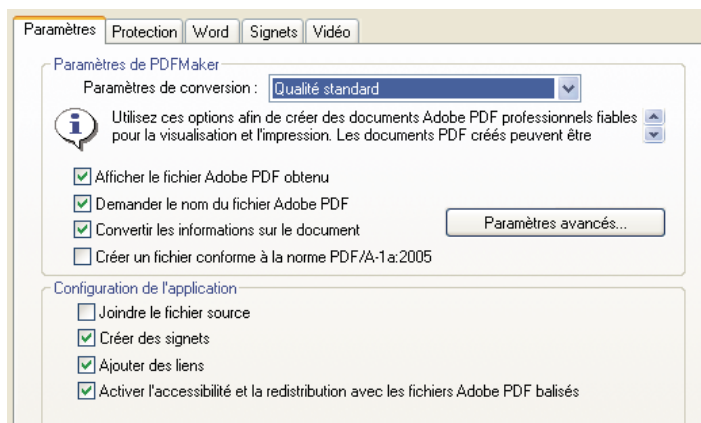 Paramètres Protection Word Signets Vidéo
Paramètres de PDFMaker
Paramètres de conversion : Qualité standard
Utilisez ces options afin de créer des documents Adobe PDF professionnels fiables
pour la visualisation et l'impression. Les documents PDF créés peuvent être
Afficher le fichier Adobe PDF obtenu
Demander le nom du fichier Adobe PDF
Convertir les informations sur le document
Paramètres avancés...
Créer un fichier conforme à la norme PDF/A-1a:2005
Configuration de l'application
Joindre le fichier source
Créer des signets
Ajouter des liens
Activer l'accessibilité et la redistribution avec les fichiers Adobe PDF balisés